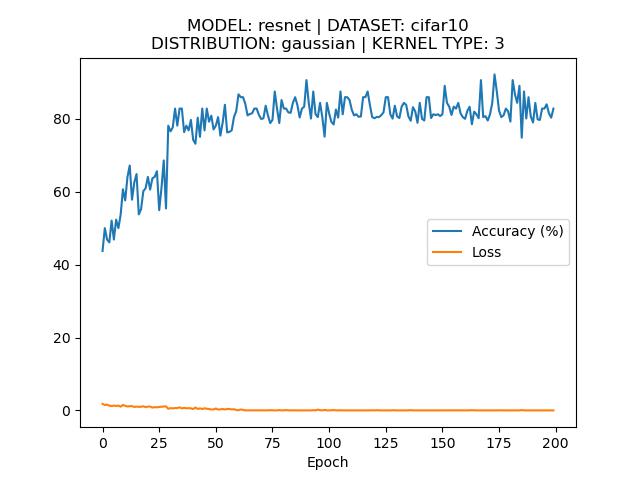 MODEL: resnet | DATASET: cifar10
DISTRIBUTION: gaussian | KERNEL TYPE: 3
80
60
40
20
0
Accuracy (%)
Loss
0 25 50 75 100 125 150 175 200
Epoch